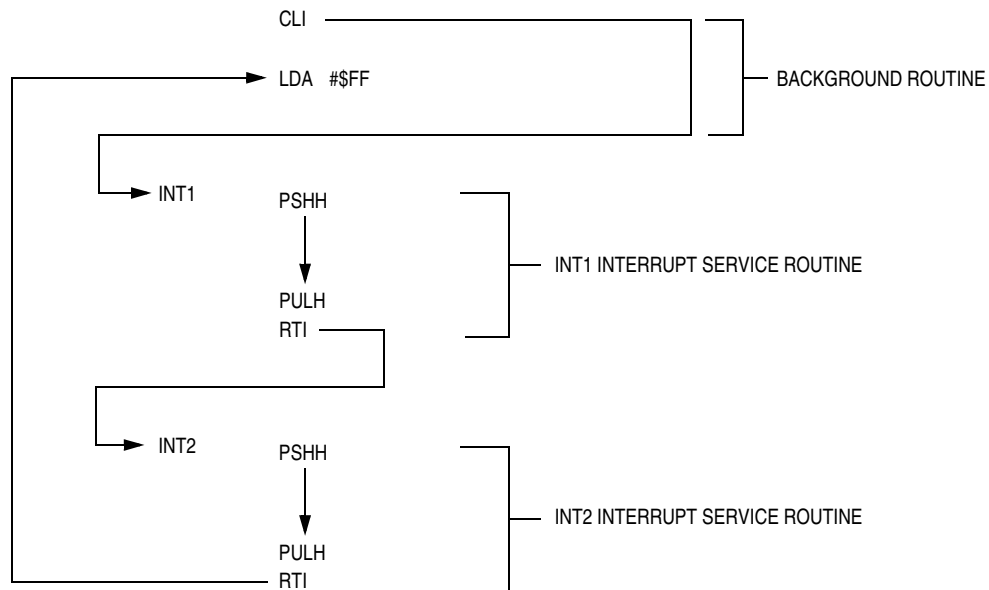 CLI
LDA #$FF
BACKGROUND ROUTINE
INT1
PSHH
INT1 INTERRUPT SERVICE ROUTINE
PULH
RTI
INT2
PSHH
INT2 INTERRUPT SERVICE ROUTINE
PULH
RTI